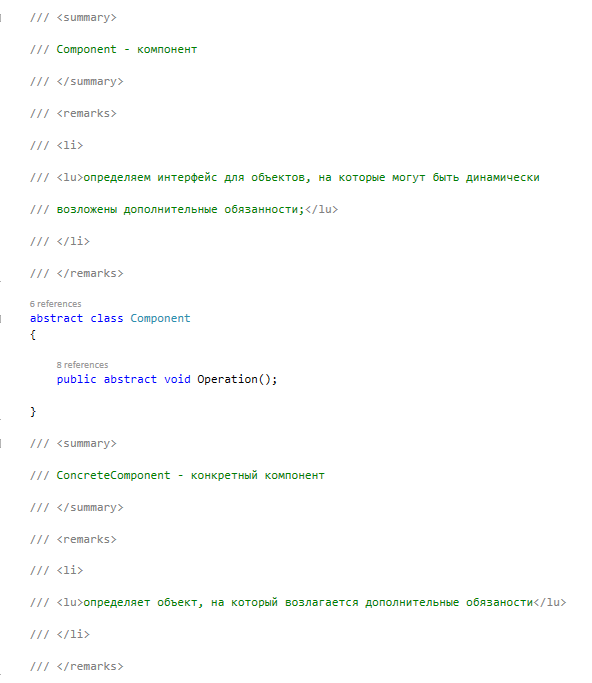 /// <summary>
/// Component - компонент
/// </summary>
/// <remarks>
/// <li>
/// <lu>определяем интерфейс для объектов, на которые могут быть динамически
/// возложены дополнительные обязанности;</lu>
/// </li>
/// </remarks>
6 references
abstract class Component
{
8 references
public abstract void Operation();
}
/// <summary>
/// ConcreteComponent - конкретный компонент
/// </summary>
/// <remarks>
/// <li>
/// <lu>определяет объект, на который возлагается дополнительные обязаности</lu>
/// </li>
/// </remarks>